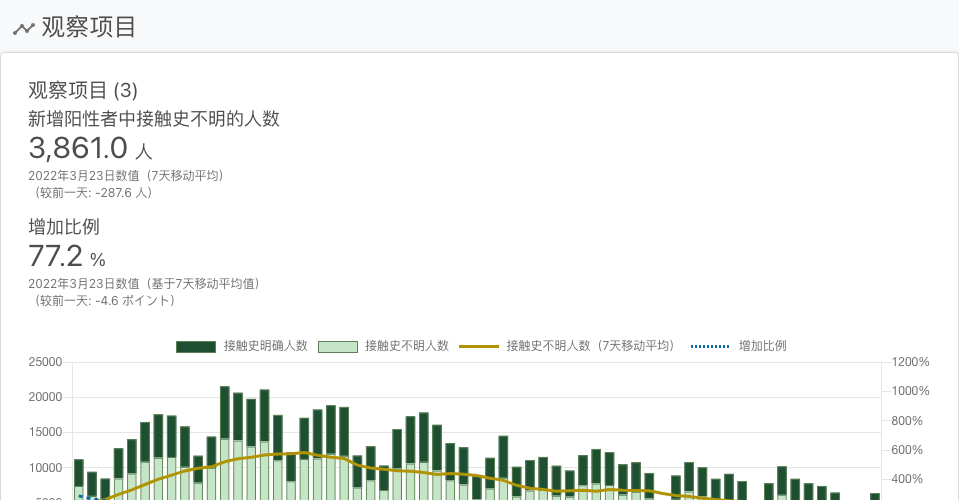 观察项目
观察项目 (3)
新增阳性者中接触史不明的人数
3,861.0 人
2022年3月23日数值（7天移动平均）
（较前一天: -287.6 人）
增加比例
77.2 %
2022年3月23日数值（基于7天移动平均值）
（较前一天: -4.6 ポイント）
接触史明确人数 接触史不明人数 接触史不明人数（7天移动平均） 增加比例
25000 1200%
20000 1000%
15000 800%
10000 600%
400%